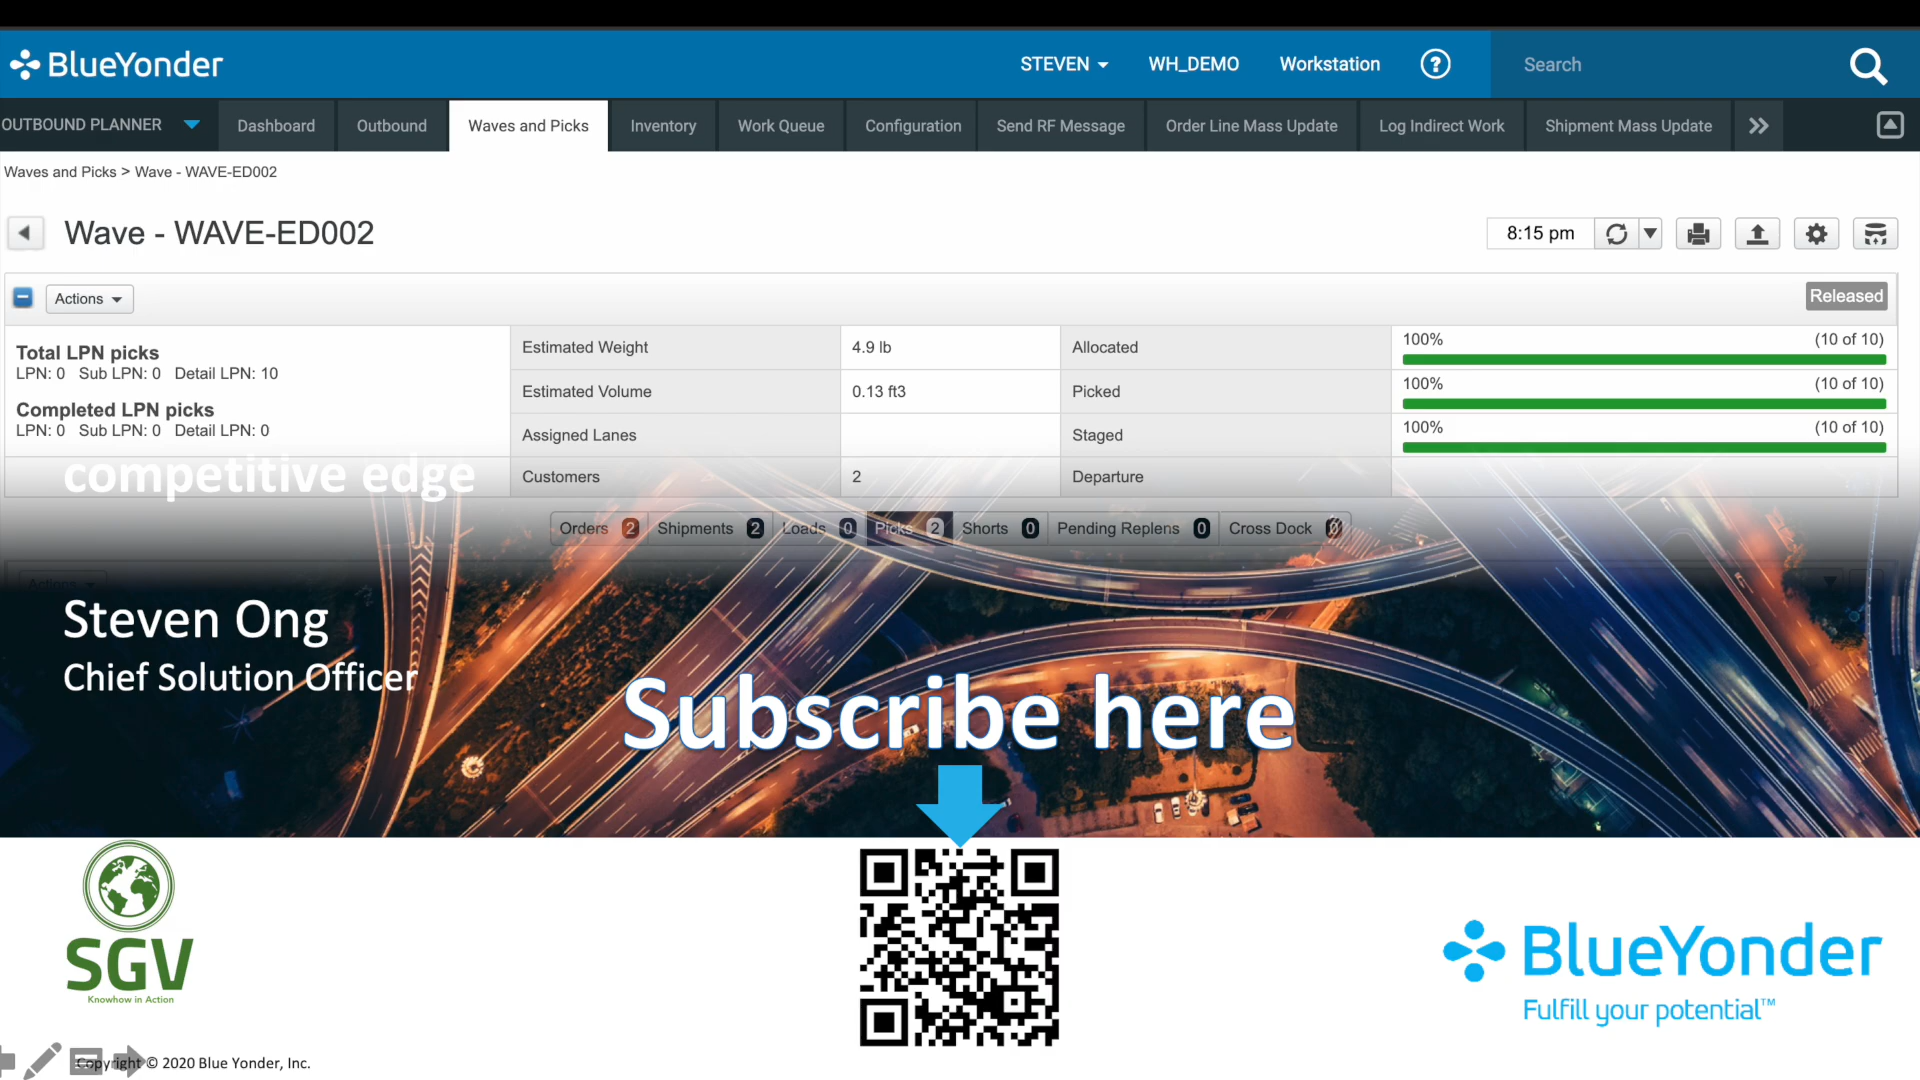 BlueYonder
STEVEN
WH_DEMO
Workstation
?
Search
OUTBOUND PLANNER
Dashboard
Outbound
Waves and Picks
Inventory
Work Queue
Configuration
Send RF Message
Order Line Mass Update
Log Indirect Work
Shipment Mass Update
Waves and Picks > Wave - WAVE-ED002
Wave - WAVE-ED002
8:15 pm
Actions
Released
Total LPN picks
LPN: 0 Sub LPN: 0 Detail LPN: 10
Completed LPN picks
LPN: 0 Sub LPN: 0 Detail LPN: 0
Estimated Weight 4.9 lb
Estimated Volume 0.13 ft3
Assigned Lanes
Customers 2
Allocated 100% (10 of 10)
Picked 100% (10 of 10)
Staged 100% (10 of 10)
Departure
competitive edge
Orders 2 Shipments 2 Loads 0 Picks 2 Shorts 0 Pending Replens 0 Cross Dock 0
Actions
Steven Ong
Chief Solution Officer
Subscribe here
SGV
Knowhow in Action
BlueYonder
Fulfill your potential™
Copyright © 2020 Blue Yonder, Inc.